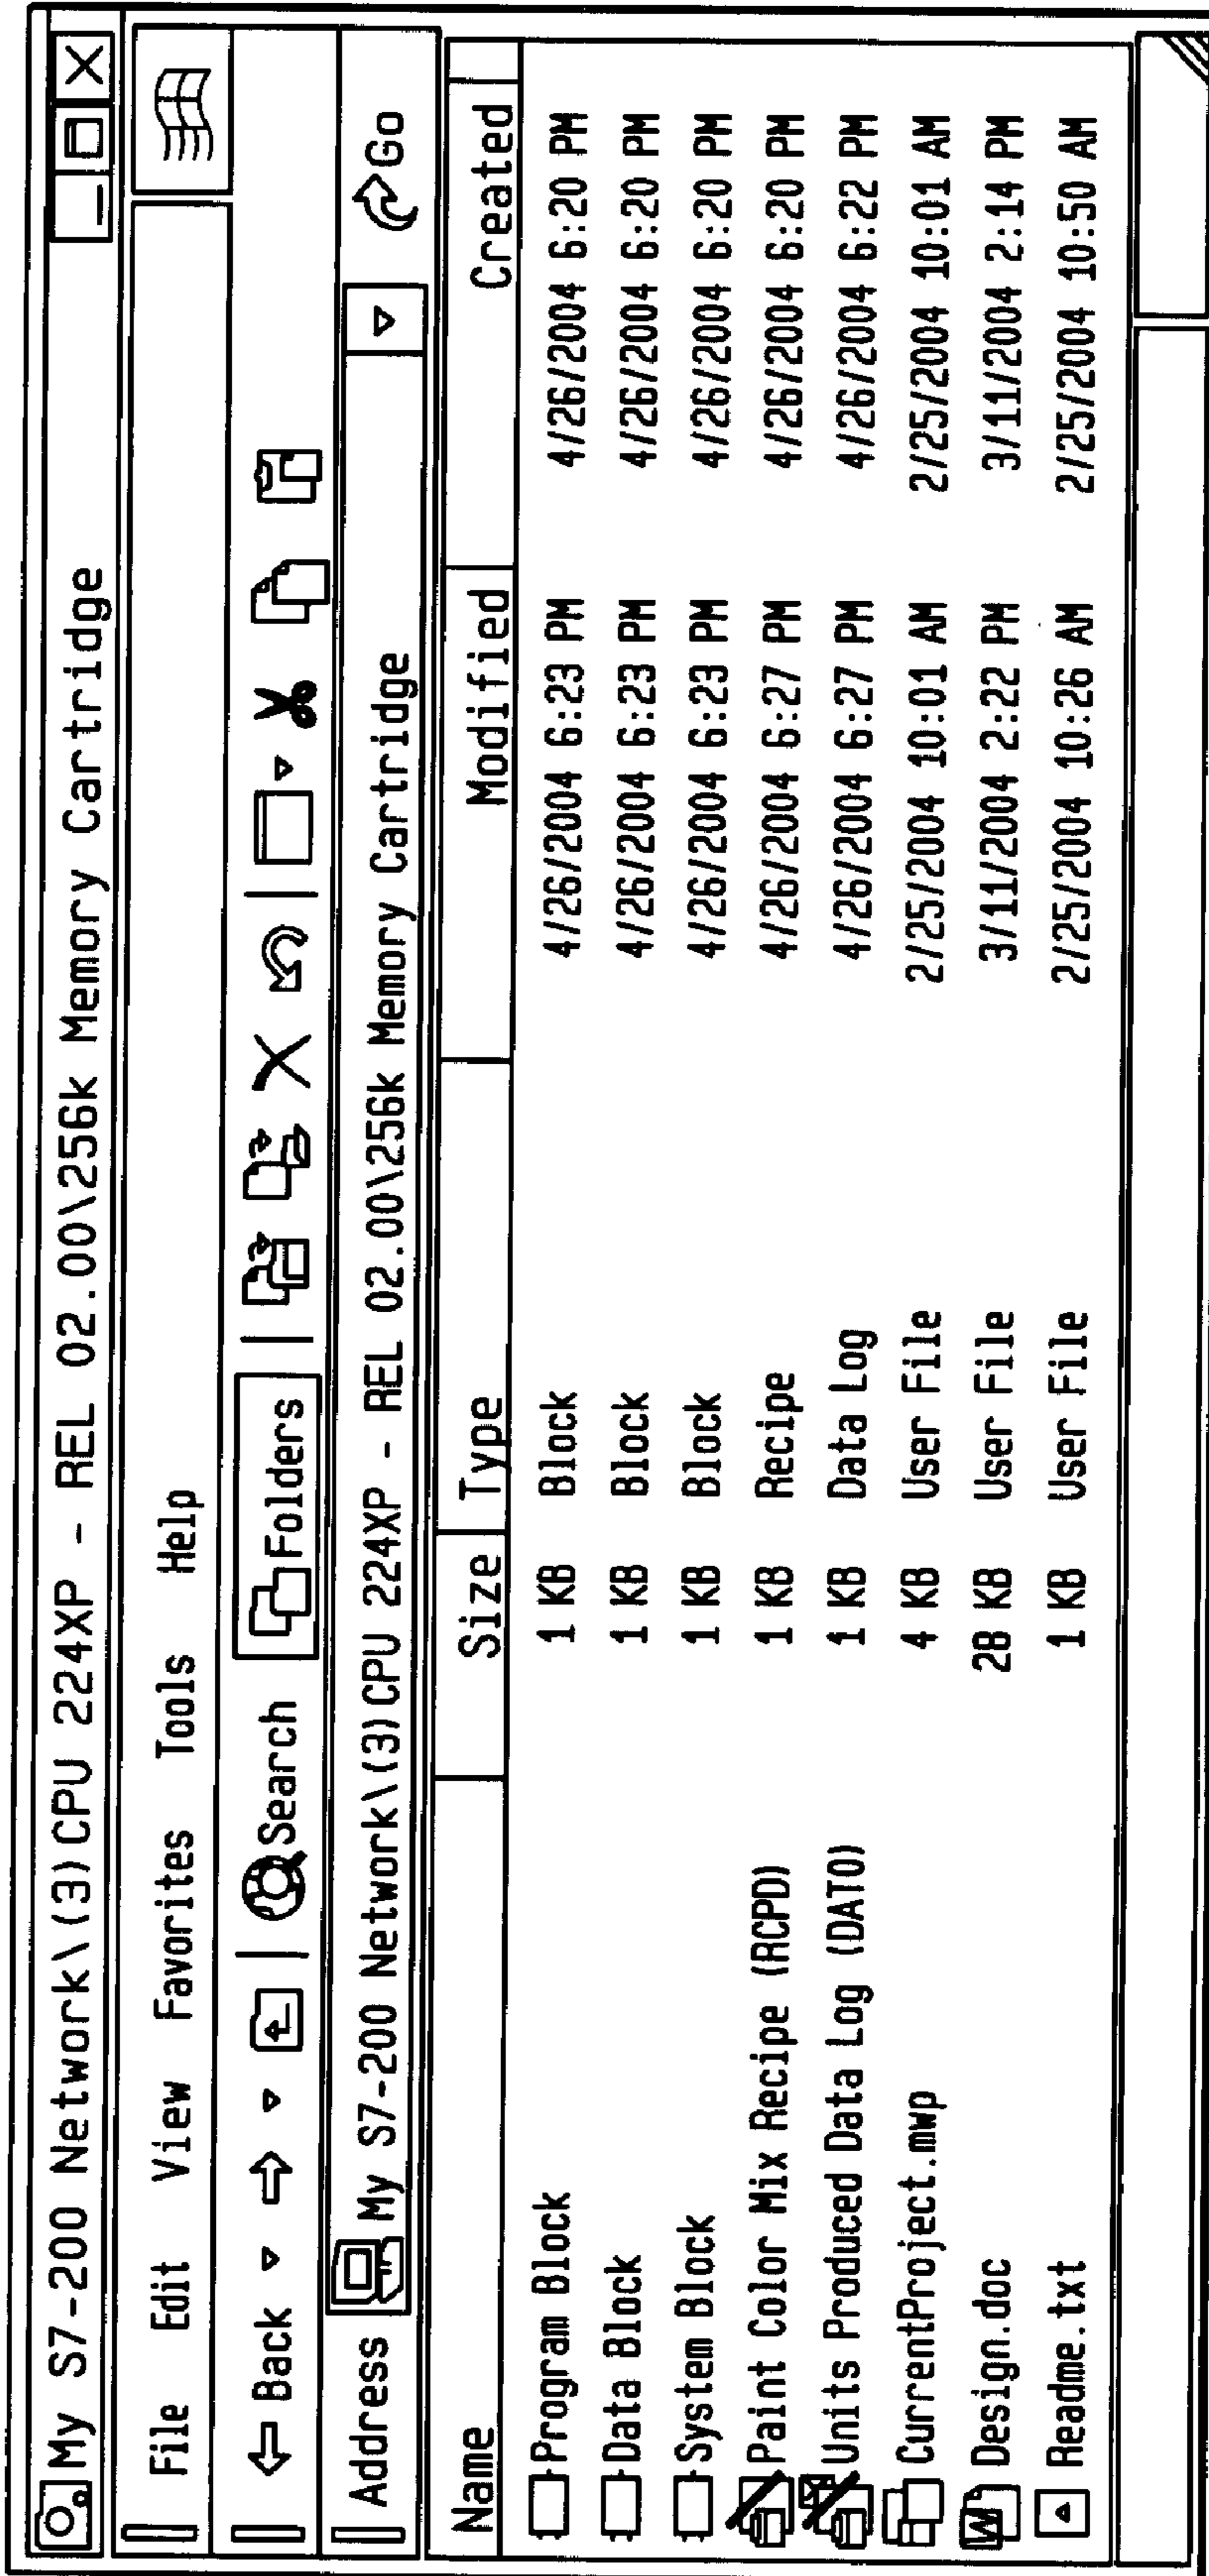 My S7-200 Network\(3)CPU 224XP - REL 02.00\256k Memory Cartridge
File Edit View Favorites Tools Help
Back Search Folders
Address My S7-200 Network\(3)CPU 224XP - REL 02.00\256k Memory Cartridge Go
Name Size Type Modified Created
Program Block 1 KB Block 4/26/2004 6:23 PM 4/26/2004 6:20 PM
Data Block 1 KB Block 4/26/2004 6:23 PM 4/26/2004 6:20 PM
System Block 1 KB Block 4/26/2004 6:23 PM 4/26/2004 6:20 PM
Paint Color Mix Recipe (RCPD) 1 KB Recipe 4/26/2004 6:27 PM 4/26/2004 6:20 PM
Units Produced Data Log (DAT0) 1 KB Data Log 4/26/2004 6:27 PM 4/26/2004 6:22 PM
CurrentProject.mwp 4 KB User File 2/25/2004 10:01 AM 2/25/2004 10:01 AM
W Design.doc 28 KB User File 3/11/2004 2:22 PM 3/11/2004 2:14 PM
Readme.txt 1 KB User File 2/25/2004 10:26 AM 2/25/2004 10:50 AM